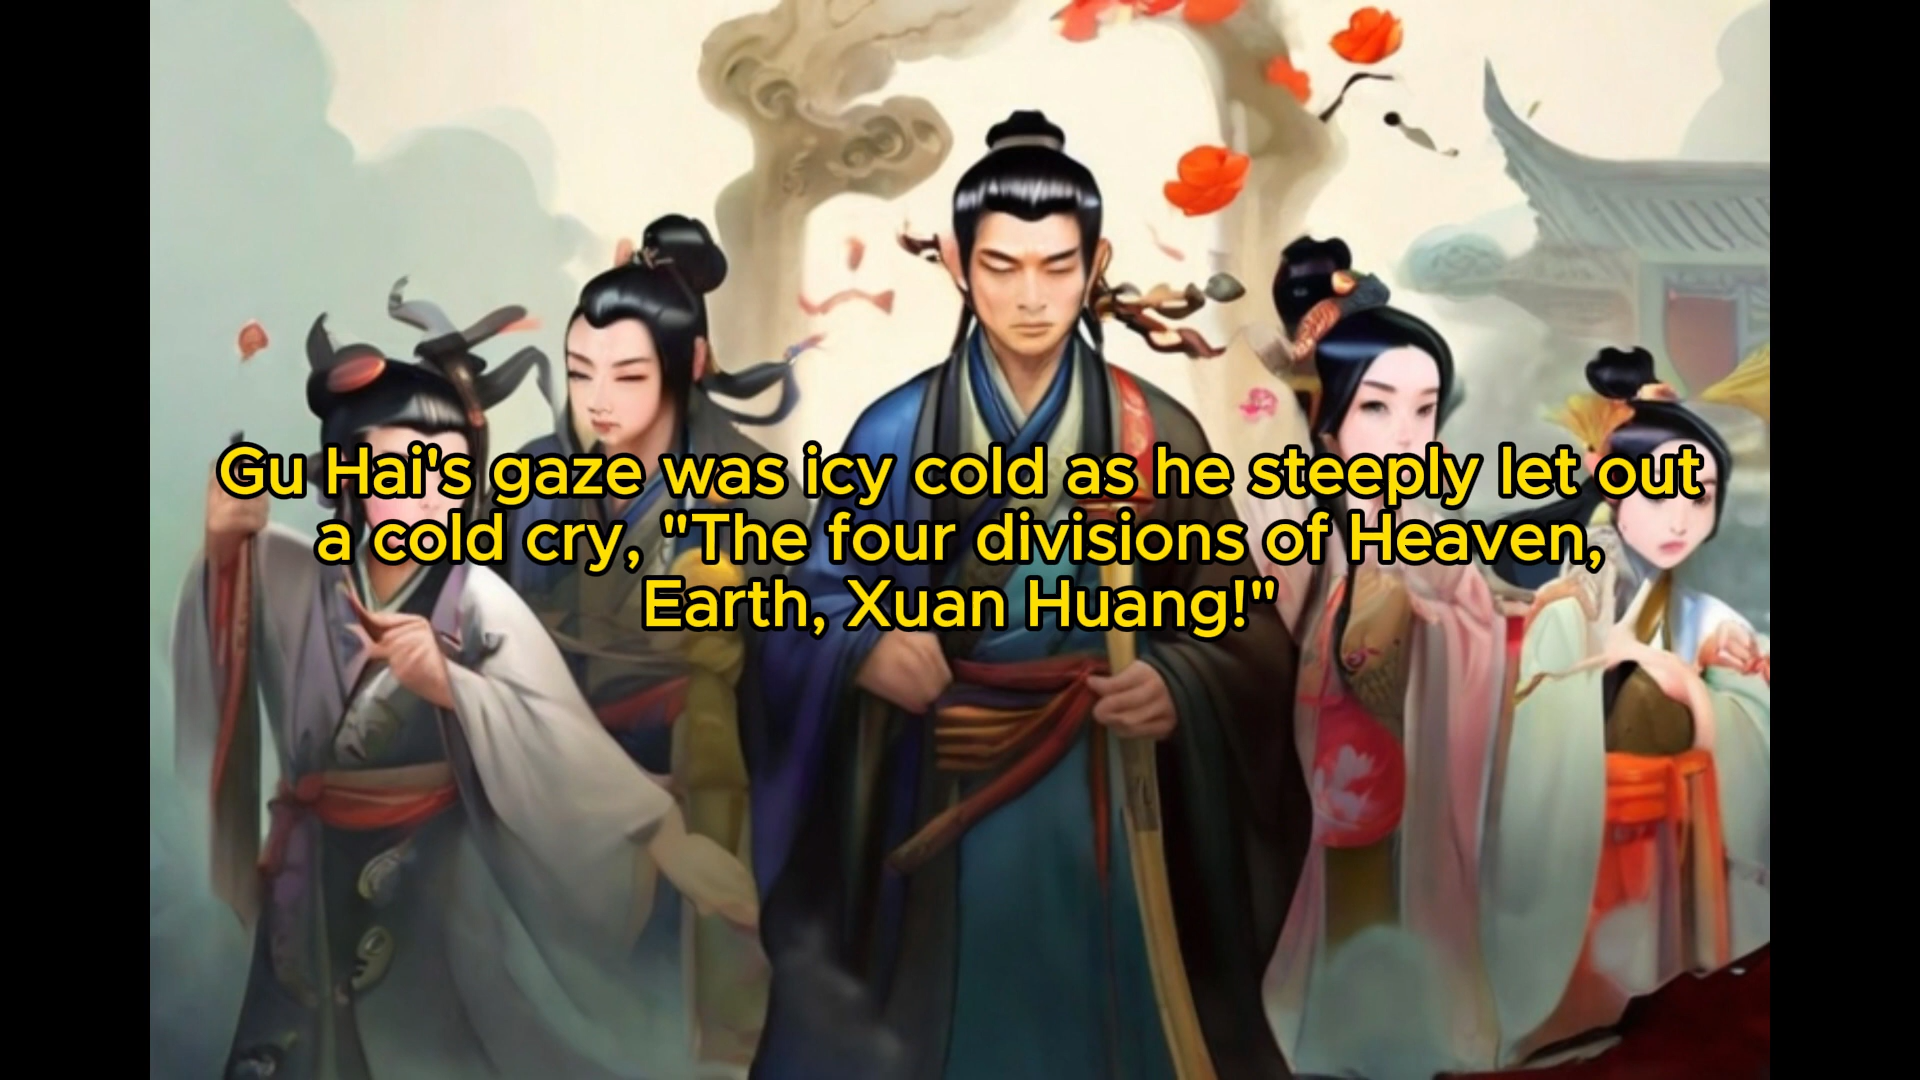 Gu Hai's gaze was icy cold as he steeply let out
a cold cry, "The four divisions of Heaven,
Earth, Xuan Huang!"